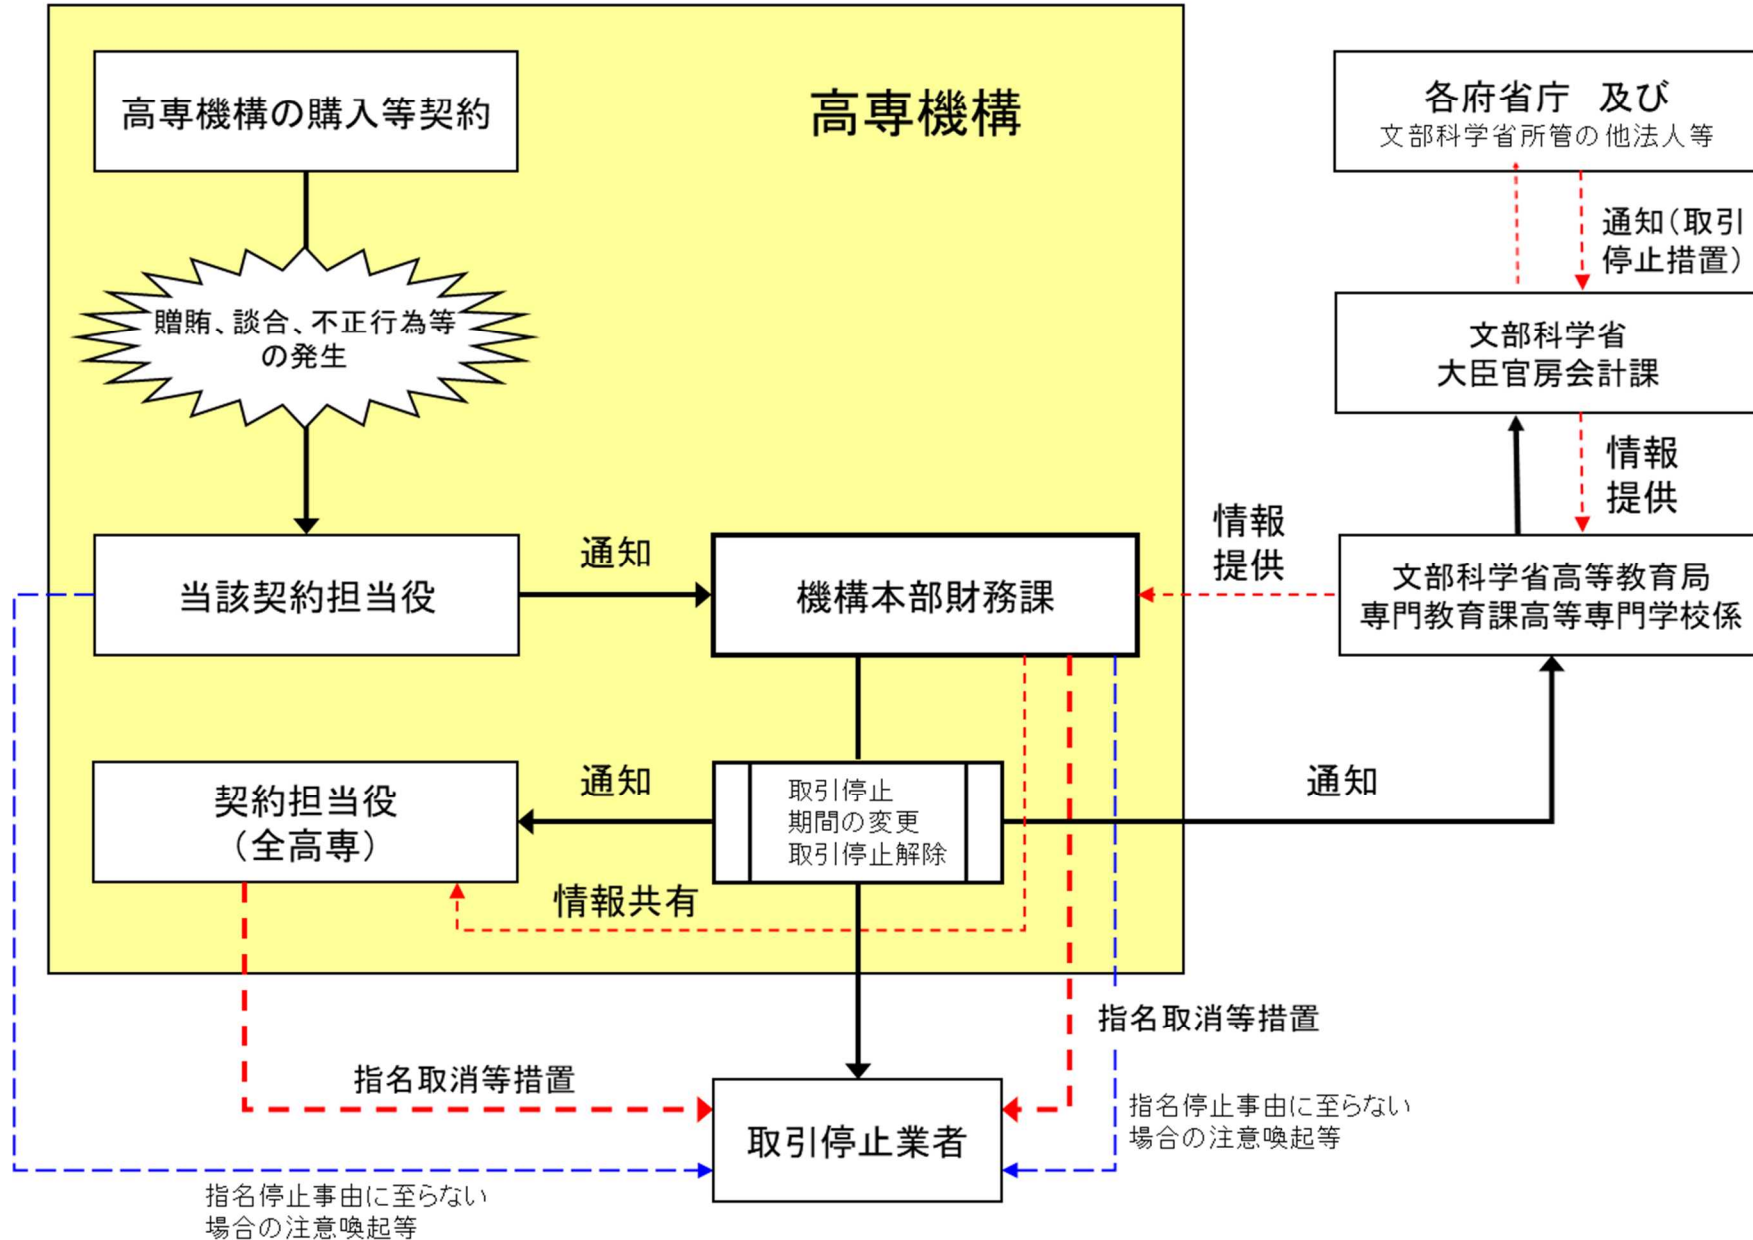 高専機構の購入等契約
高専機構
各府省庁　及び
文部科学省所管の他法人等
通知（取引
停止措置）
贈賄、談合、不正行為等
の発生
文部科学省
大臣官房会計課
情報
提供
情報
提供
当該契約担当役
通知
機構本部財務課
文部科学省高等教育局
専門教育課高等専門学校係
契約担当役
（全高専）
通知
取引停止
期間の変更
取引停止解除
通知
情報共有
指名取消等措置
指名取消等措置
取引停止業者
指名停止事由に至らない
場合の注意喚起等
指名停止事由に至らない
場合の注意喚起等